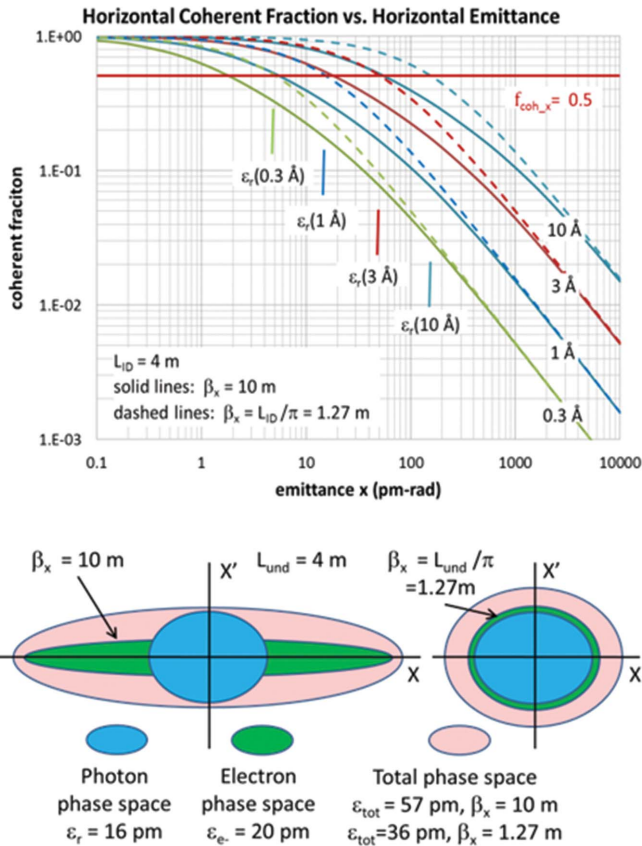 Horizontal Coherent Fraction vs. Horizontal Emittance
1.E+00
f_coh_x = 0.5
1.E-01
coherent fraciton
ε_r(0.3 Å)
ε_r(1 Å)
ε_r(3 Å)
ε_r(10 Å)
10 Å
3 Å
1 Å
0.3 Å
1.E-02
L_ID = 4 m
solid lines: β_x = 10 m
dashed lines: β_x = L_ID/π = 1.27 m
1.E-03
0.1 1 10 100 1000 10000
emittance x (pm-rad)
β_x = 10 m
X'
L_und = 4 m
X
β_x = L_und/π
=1.27m
X'
X
Photon
phase space
ε_r = 16 pm
Electron
phase space
ε_e- = 20 pm
Total phase space
ε_tot = 57 pm, β_x = 10 m
ε_tot=36 pm, β_x = 1.27 m